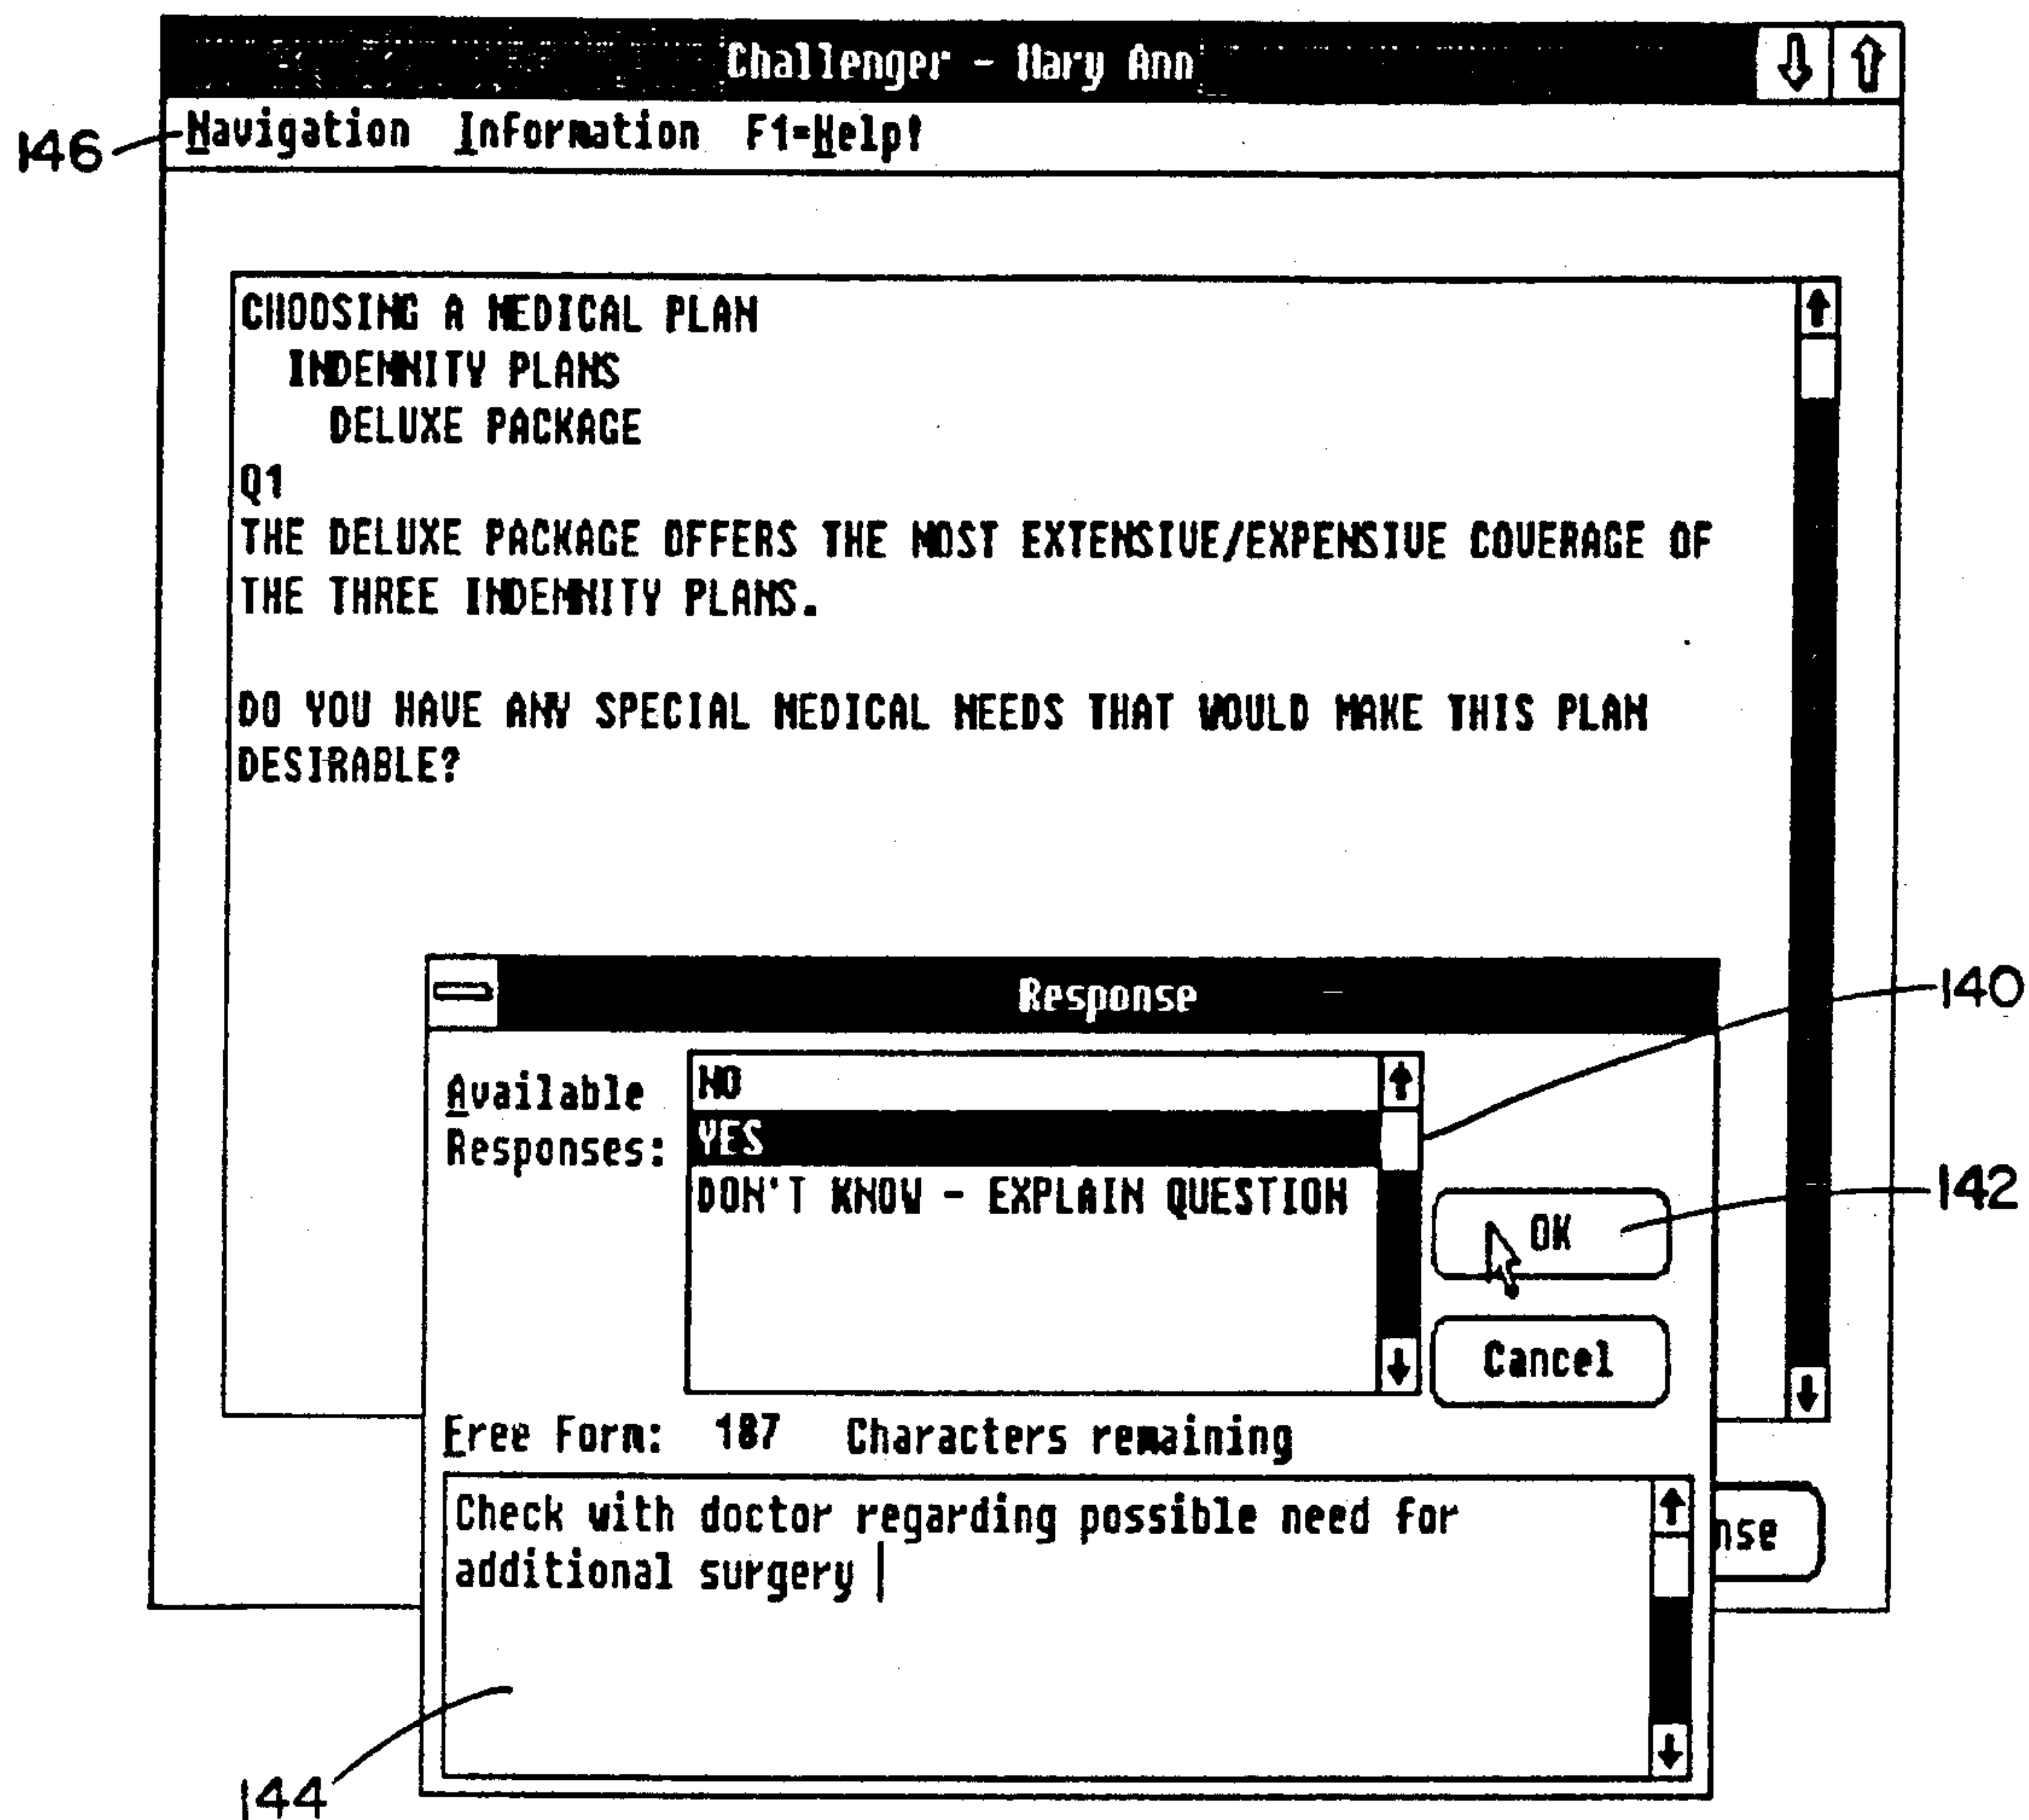 Challenger - Mary Ann
146
Navigation Information F1=Help!
CHOOSING A MEDICAL PLAN
INDEMNITY PLANS
DELUXE PACKAGE
Q1
THE DELUXE PACKAGE OFFERS THE MOST EXTENSIVE/EXPENSIVE COVERAGE OF
THE THREE INDEMNITY PLANS.
DO YOU HAVE ANY SPECIAL MEDICAL NEEDS THAT WOULD MAKE THIS PLAN
DESIRABLE?
Response
140
Available
Responses:
NO
YES
DON'T KNOW - EXPLAIN QUESTION
142
OK
Cancel
Free Form: 187 Characters remaining
Check with doctor regarding possible need for
additional surgery
nse
144